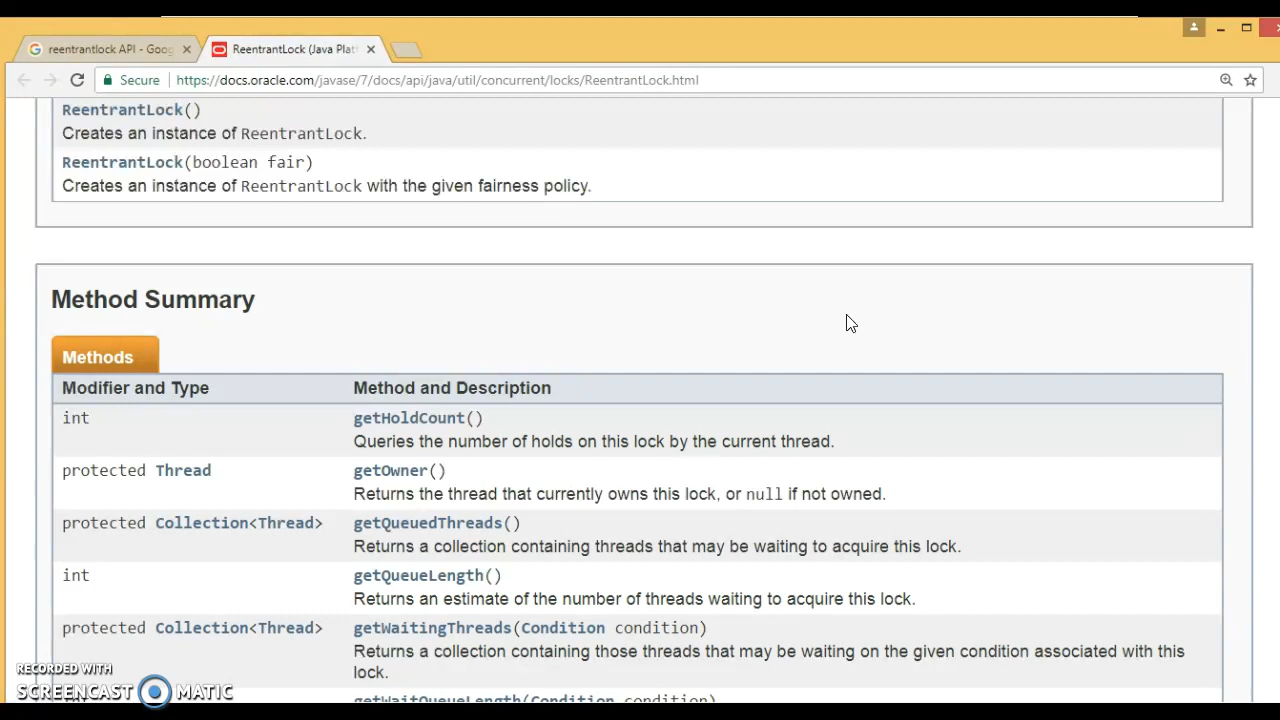 reentrantlock API - Goog
ReentrantLock (Java Plat
Secure https://docs.oracle.com/javase/7/docs/api/java/util/concurrent/locks/ReentrantLock.html
ReentrantLock()
Creates an instance of ReentrantLock.
ReentrantLock(boolean fair)
Creates an instance of ReentrantLock with the given fairness policy.
Method Summary
Methods
Modifier and Type Method and Description
int getHoldCount()
Queries the number of holds on this lock by the current thread.
protected Thread getOwner()
Returns the thread that currently owns this lock, or null if not owned.
protected Collection<Thread> getQueuedThreads()
Returns a collection containing threads that may be waiting to acquire this lock.
int getQueueLength()
Returns an estimate of the number of threads waiting to acquire this lock.
protected Collection<Thread> getWaitingThreads(Condition condition)
Returns a collection containing those threads that may be waiting on the given condition associated with this
lock.
getWaitQueueLength(Condition condition)
RECORDED WITH
SCREENCAST MATIC